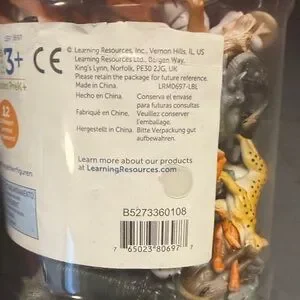 3+
CE
© Learning Resources, Inc., Vernon Hills, IL, US
Learning Resources Ltd., Bergen Way,
King's Lynn, Norfolk, PE30 2JG, UK
Please retain the package for future reference.
Made in China. LRM0697-LBL
Hecho en China. Conserva el envase
para futuras consultas.
Fabriqué en Chine. Veuillez conserver
l'emballage.
Hergestellt in China. Bitte Verpackung gut
aufbewahren.
12
Learn more about our products
at LearningResources.com
B5273360108
7 65023 80697 7